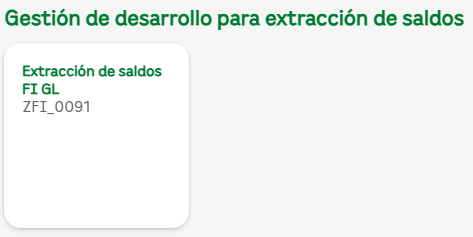 Gestión de desarrollo para extracción de saldos
Extracción de saldos
FI GL
ZFI_0091